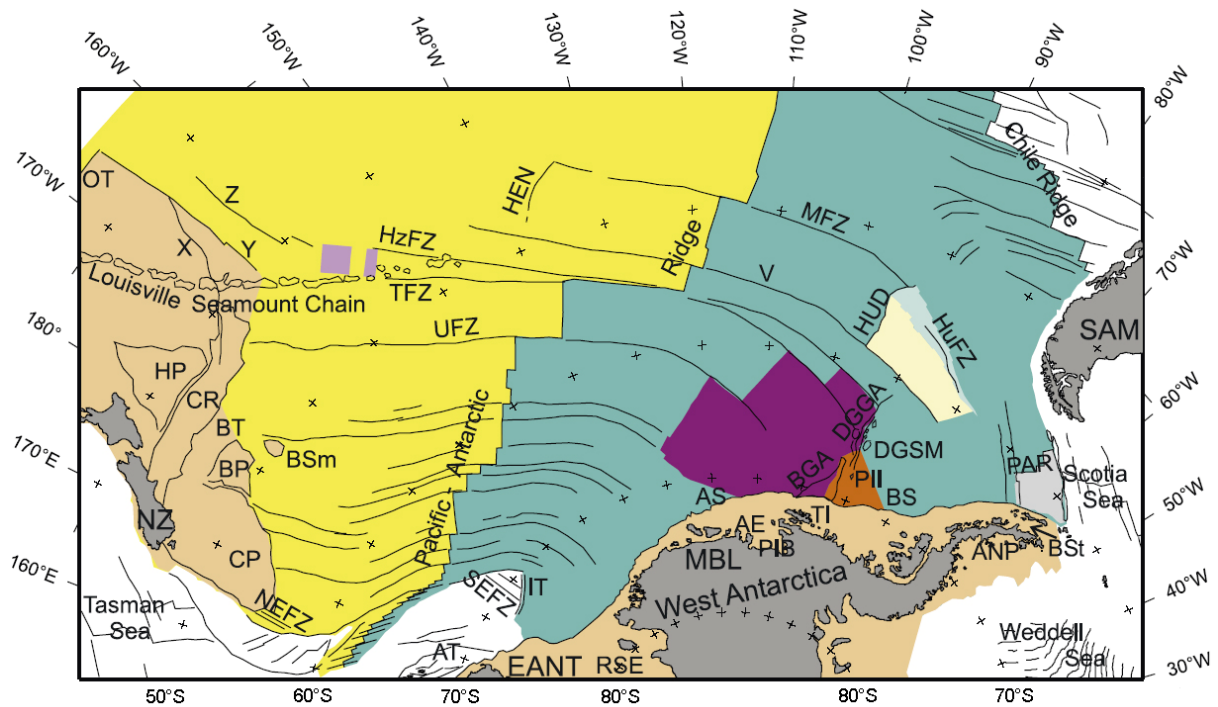 160°W
150°W
140°W
130°W
120°W
110°W
100°W
90°W
80°W
170°W
OT
Z
HEN
Chile Ridge
X
Y
HzFZ
MFZ
Ridge
70°W
Louisville
Seamount Chain
TFZ
V
180°
UFZ
HUD
HuFZ
SAM
HP
CR
BT
60°W
DGGA
170°E
BP
BSm
DGSM
BGA
PII
PAR
Scotia
Sea
AS
BS
50°W
NZ
Pacific - Antarctic
AE
TI
CP
MBL
PIB
ANP
BSt
160°E
NEFZ
SEFZ
IT
West Antarctica
40°W
Tasman
Sea
AT
EANT
RSE
Weddell
Sea
30°W
50°S
60°S
70°S
80°S
80°S
70°S